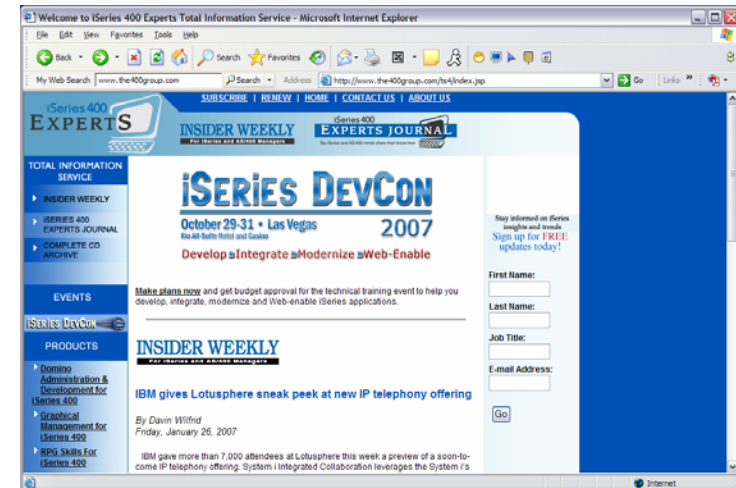 Welcome to iSeries 400 Experts Total Information Service - Microsoft Internet Explorer
File Edit View Favorites Tools Help
Back Search Favorites
My Web Search www.the400group.com Search Address http://www.the400group.com/ts4/index.jsp Go Links
SUBSCRIBE | RENEW | HOME | CONTACT US | ABOUT US
iSeries 400
EXPERTS
INSIDER WEEKLY
For iSeries and AS/400 Managers
iSeries 400
EXPERTS JOURNAL
TOTAL INFORMATION
SERVICE
INSIDER WEEKLY
iSERIES 400
EXPERTS JOURNAL
COMPLETE CD
ARCHIVE
EVENTS
iSERIES DEVCON
PRODUCTS
Domino
Administration &
Development for
iSeries 400
Graphical
Management for
iSeries 400
RPG Skills For
iSeries 400
iSERIES DEVCON
October 29-31 • Las Vegas
Rio All-Suite Hotel and Casino
2007
Develop Integrate Modernize Web-Enable
Make plans now and get budget approval for the technical training event to help you
develop, integrate, modernize and Web-enable iSeries applications.
INSIDER WEEKLY
For iSeries and AS/400 Managers
IBM gives Lotusphere sneak peek at new IP telephony offering
By Davin Wilfrid
Friday, January 26, 2007
IBM gave more than 7,000 attendees at Lotusphere this week a preview of a soon-to-
come IP telephony offering. System i Integrated Collaboration leverages the System i's
Stay informed on iSeries
insights and trends
Sign up for FREE
updates today!
First Name:
Last Name:
Job Title:
E-mail Address:
Go
Internet